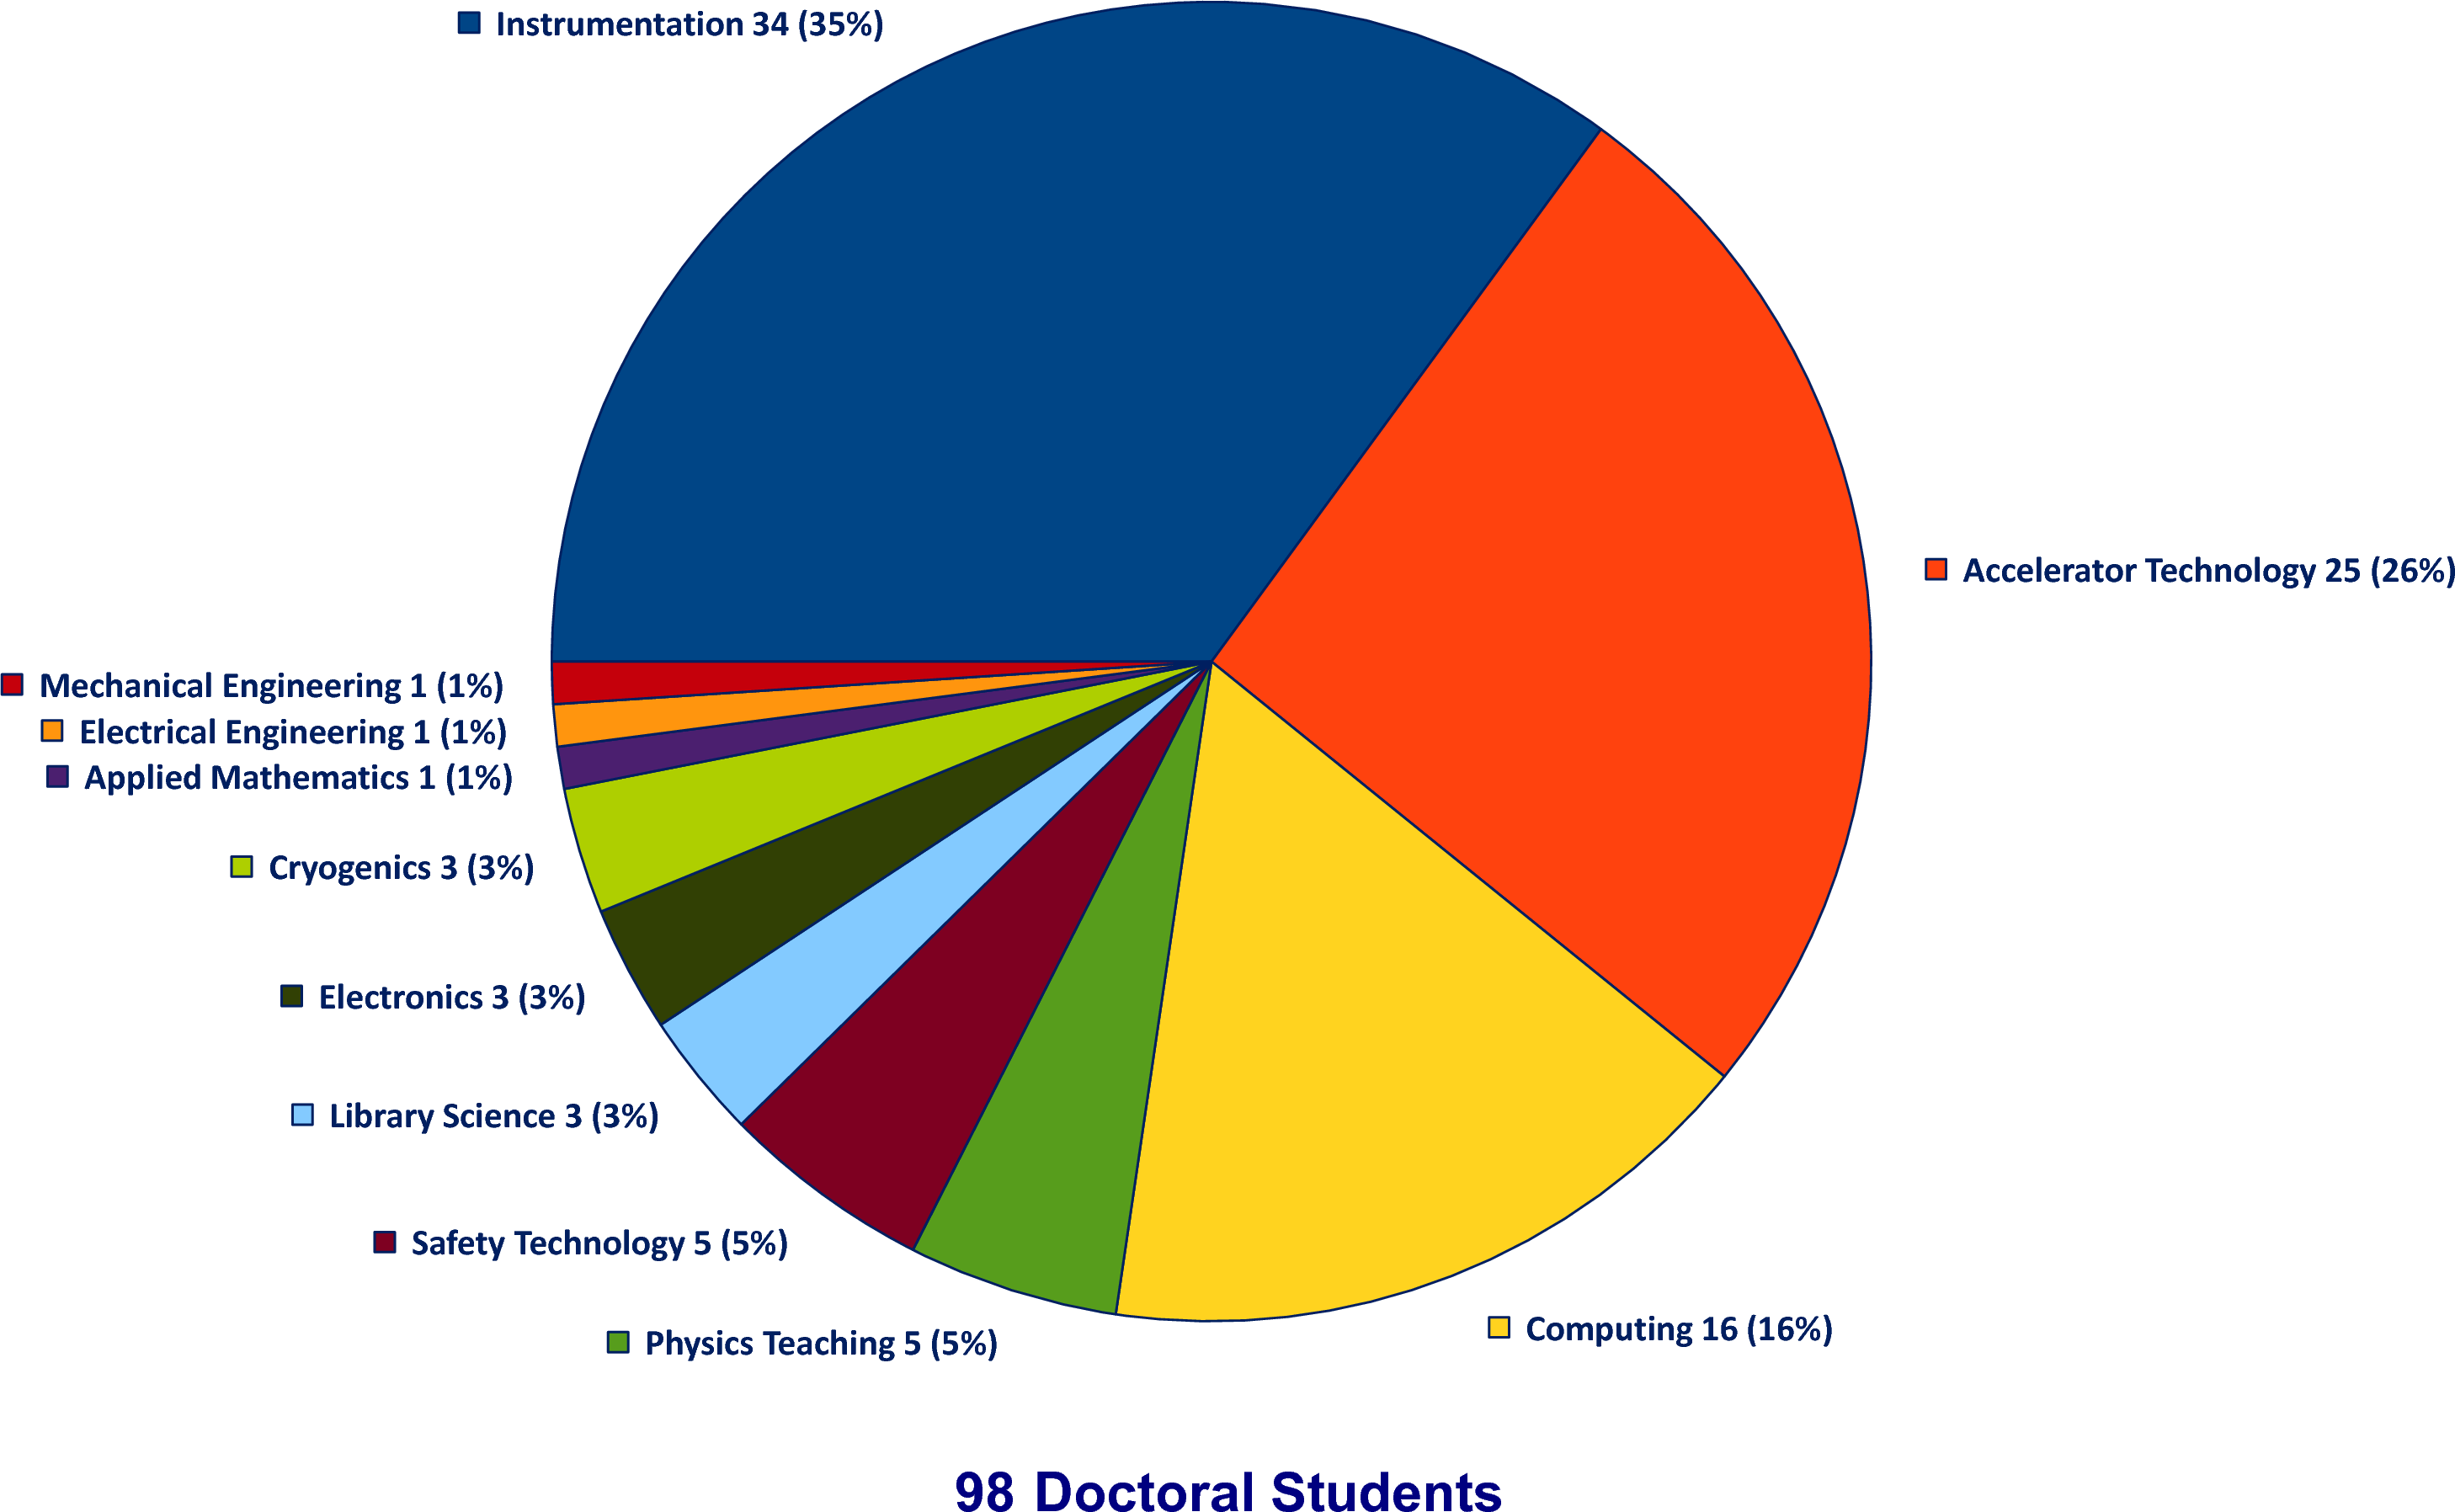 Instrumentation 34 (35%)
Accelerator Technology 25 (26%)
Mechanical Engineering 1 (1%)
Electrical Engineering 1 (1%)
Applied Mathematics 1 (1%)
Cryogenics 3 (3%)
Electronics 3 (3%)
Library Science 3 (3%)
Safety Technology 5 (5%)
Computing 16 (16%)
Physics Teaching 5 (5%)
98 Doctoral Students